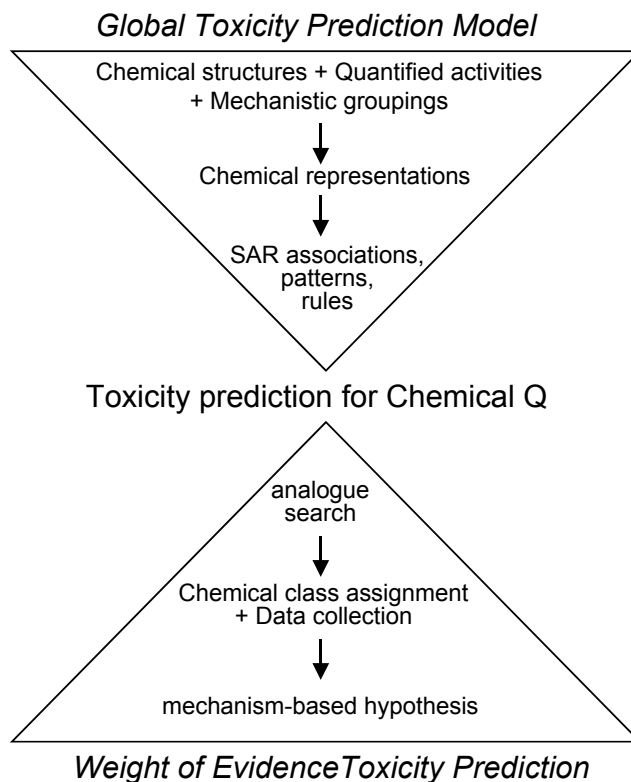 Global Toxicity Prediction Model
Chemical structures + Quantified activities
+ Mechanistic groupings
Chemical representations
SAR associations,
patterns,
rules
Toxicity prediction for Chemical Q
analogue
search
Chemical class assignment
+ Data collection
mechanism-based hypothesis
Weight of EvidenceToxicity Prediction